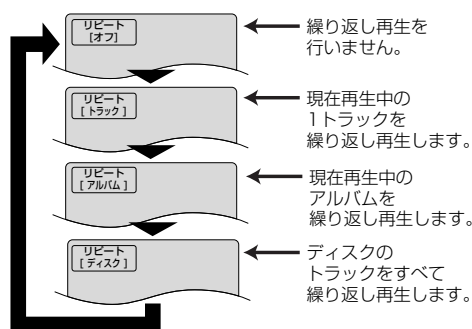 リピート
[オフ]
繰り返し再生を
行いません。
リピート
[ トラック ]
現在再生中の
1トラックを
繰り返し再生します。
リピート
[ アルバム ]
現在再生中の
アルバムを
繰り返し再生します。
リピート
[ ディスク ]
ディスクの
トラックをすべて
繰り返し再生します。